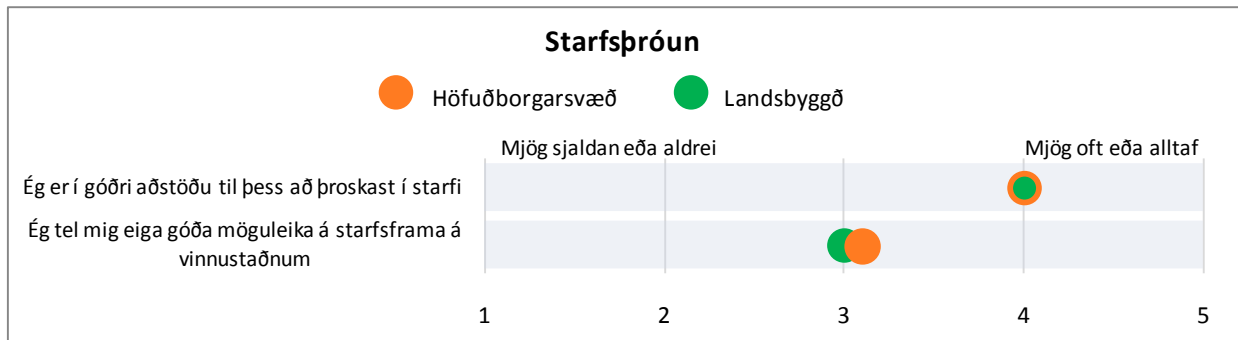 Starfsþróun
Höfuðborgarsvæð
Landsbyggð
Mjög sjaldan eða aldrei
Mjög oft eða alltaf
Ég er í góðri aðstöðu til þess að þroskast í starfi
Ég tel mig eiga góða möguleika á starfsframa á
vinnustaðnum
1 2 3 4 5